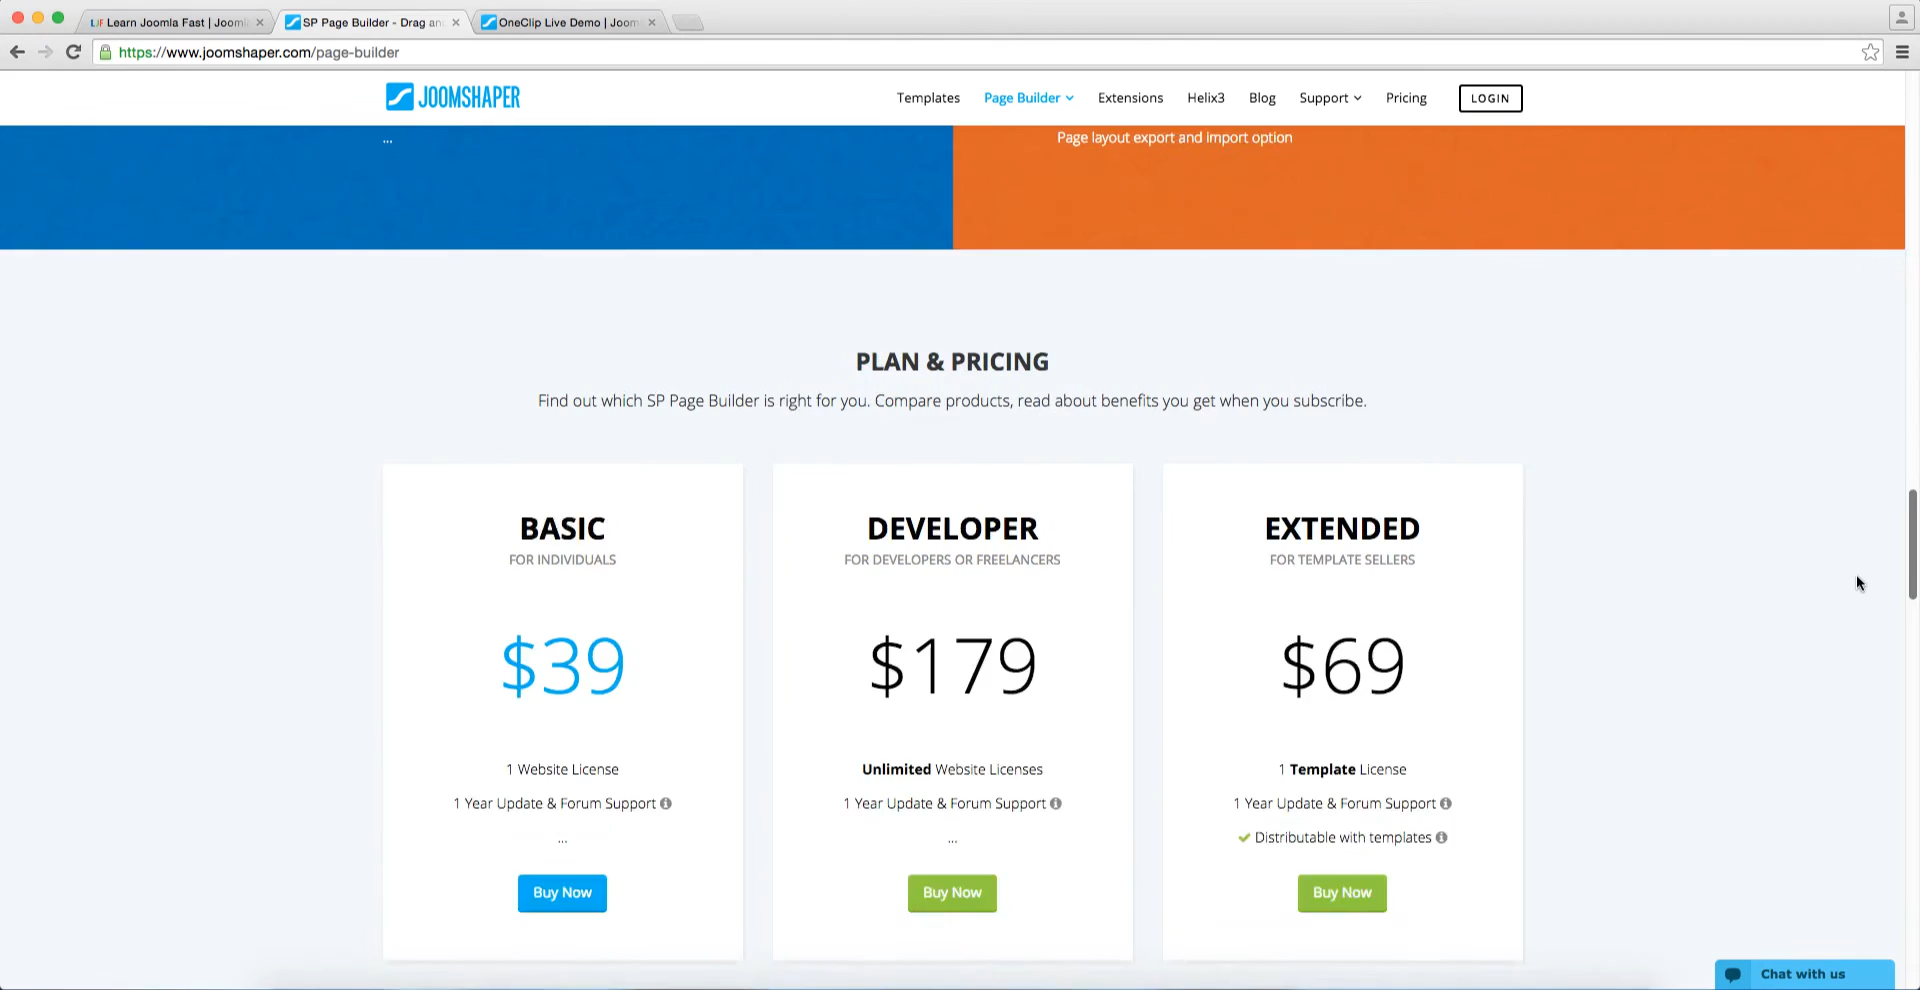 Learn Joomla Fast | Jooml
SP Page Builder - Drag an
OneClip Live Demo | Joom
https://www.joomshaper.com/page-builder
JOOMSHAPER
Templates
Page Builder
Extensions
Helix3
Blog
Support
Pricing
LOGIN
...
Page layout export and import option
PLAN & PRICING
Find out which SP Page Builder is right for you. Compare products, read about benefits you get when you subscribe.
BASIC
FOR INDIVIDUALS
$39
1 Website License
1 Year Update & Forum Support
...
Buy Now
DEVELOPER
FOR DEVELOPERS OR FREELANCERS
$179
Unlimited Website Licenses
1 Year Update & Forum Support
...
Buy Now
EXTENDED
FOR TEMPLATE SELLERS
$69
1 Template License
1 Year Update & Forum Support
Distributable with templates
Buy Now
Chat with us